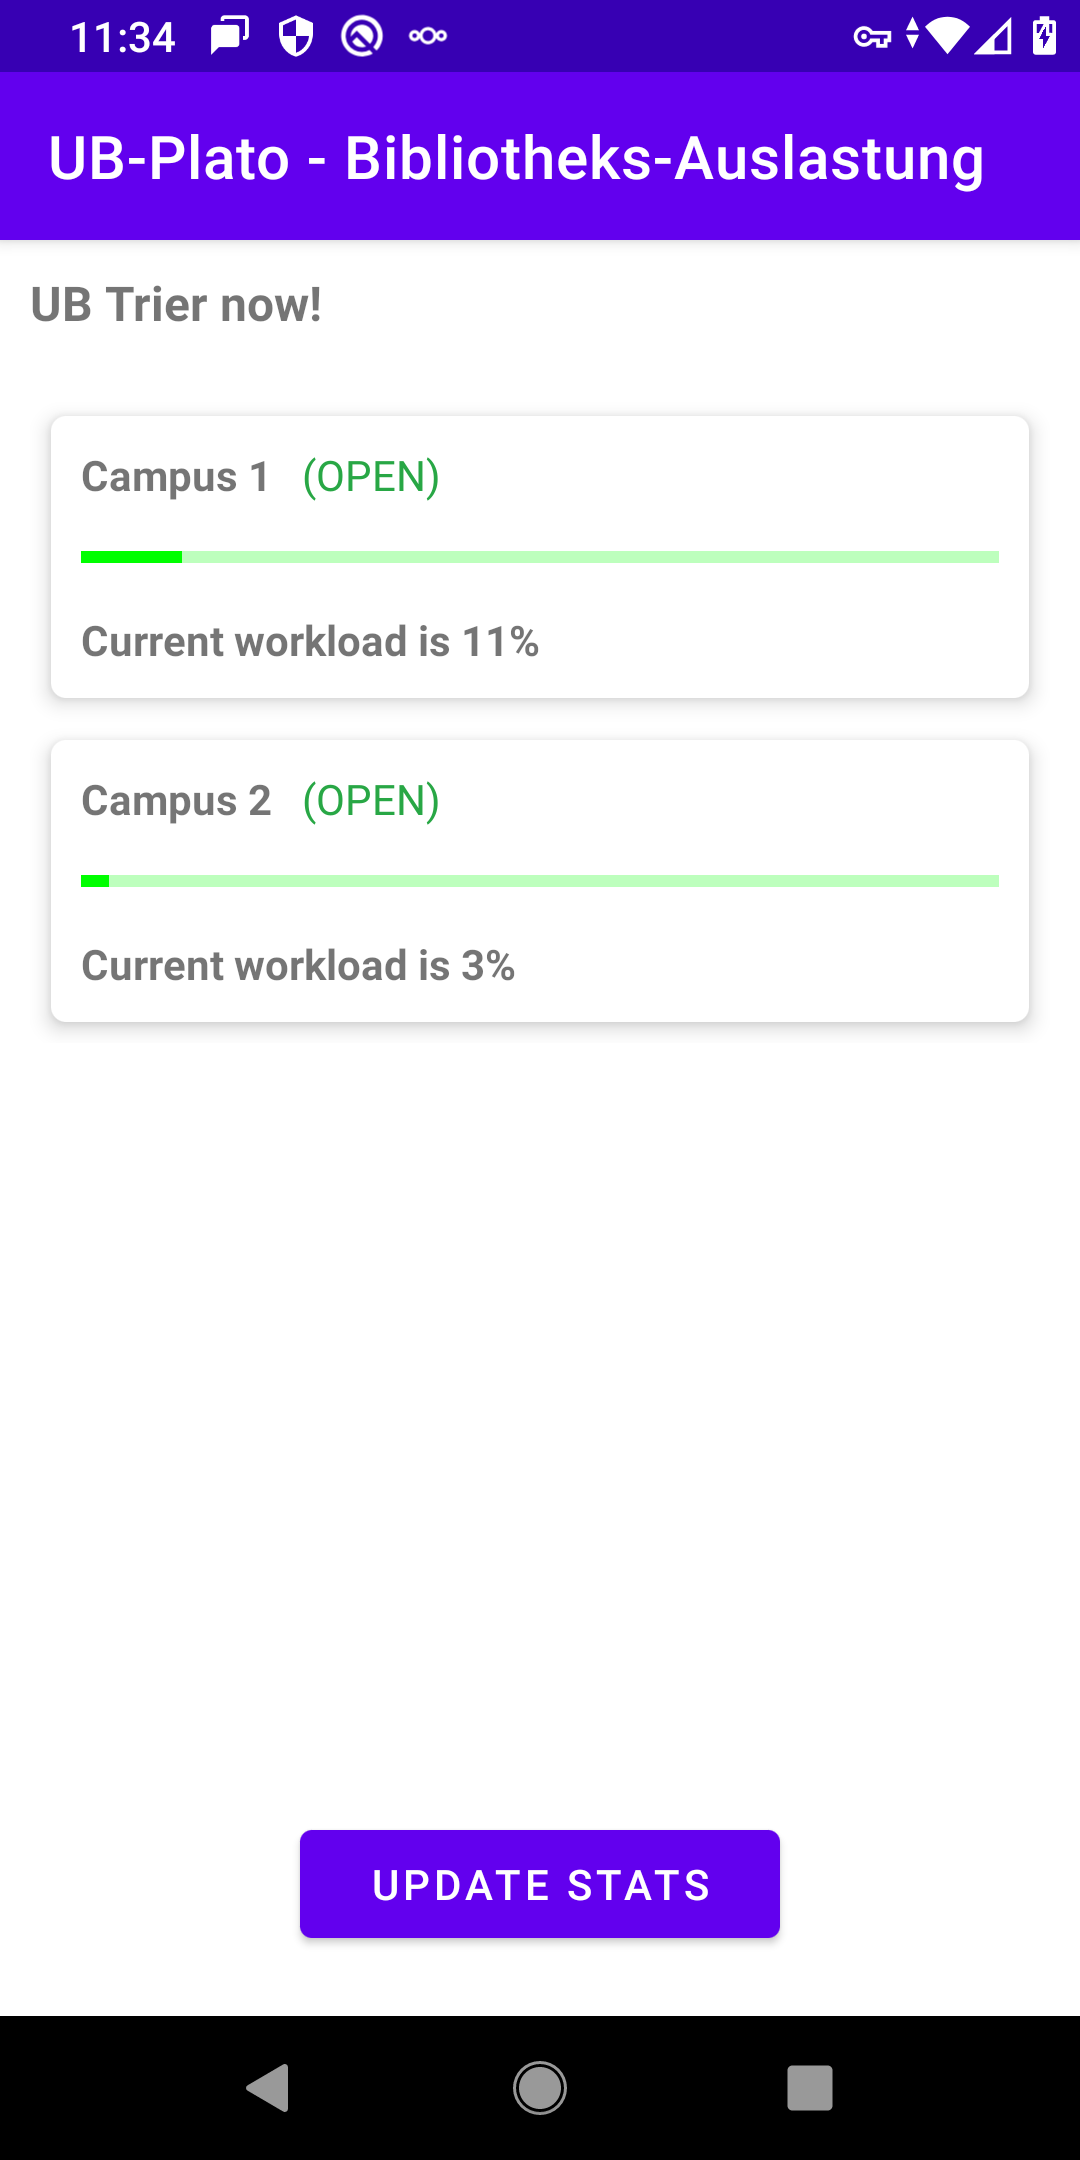 11:34
UB-Plato - Bibliotheks-Auslastung
UB Trier now!
Campus 1 (OPEN)
Current workload is 11%
Campus 2 (OPEN)
Current workload is 3%
UPDATE STATS